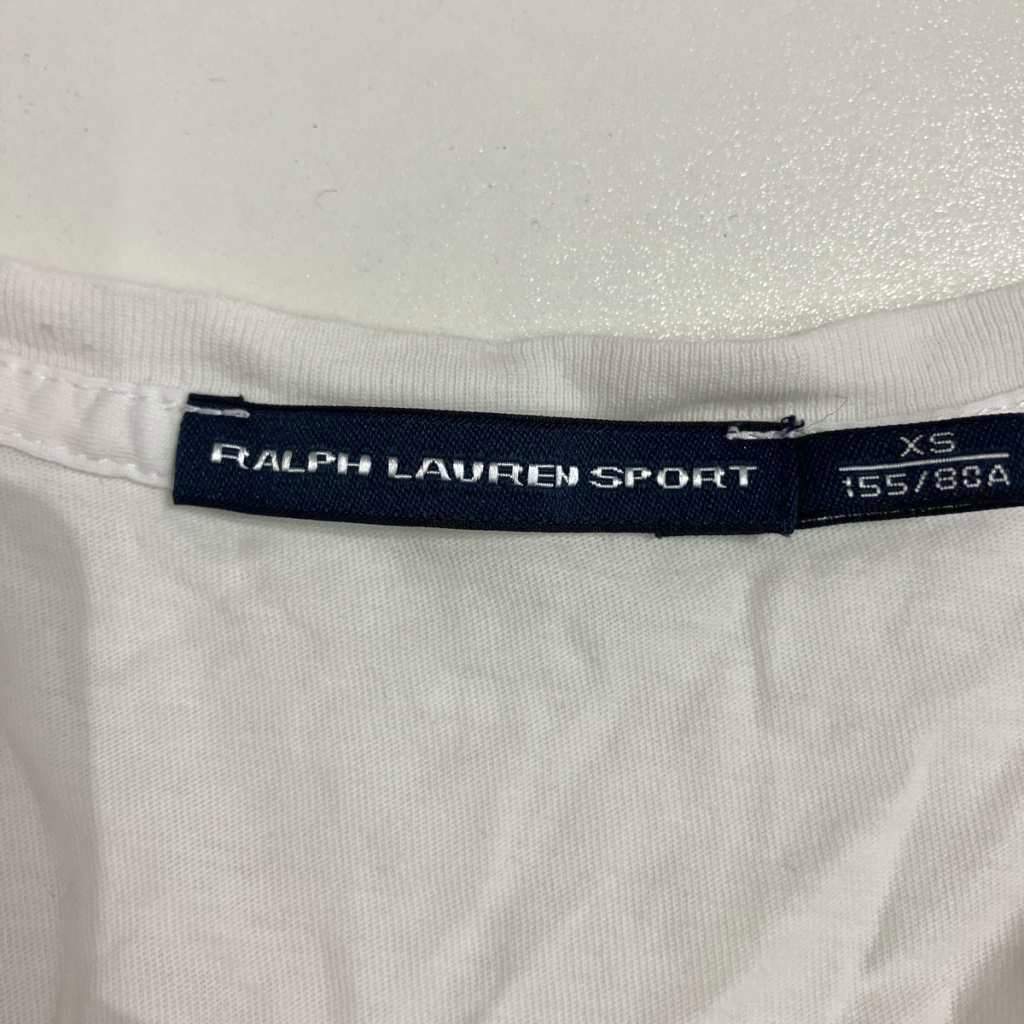 RALPH LAUREN SPORT
XS
155/80A